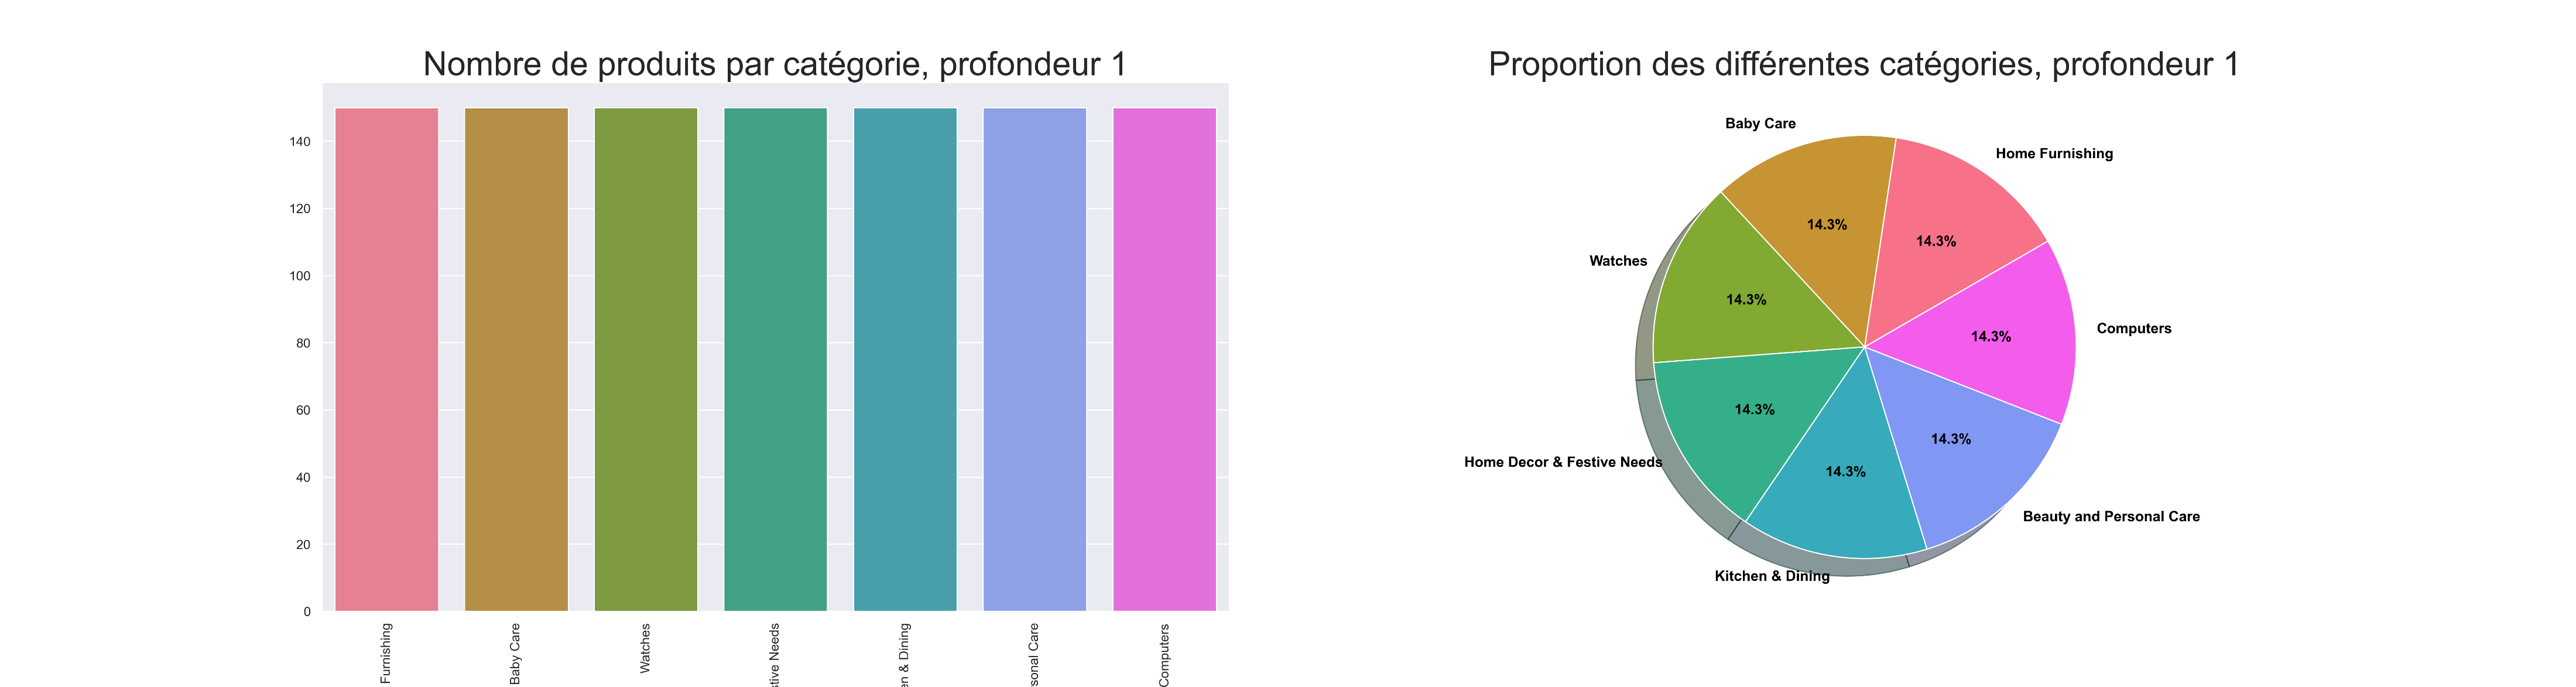 Nombre de produits par catégorie, profondeur 1
140
120
100
80
60
40
20
0
Furnishing
Baby Care
Watches
Needs
& Dining
Care
Computers
Proportion des différentes catégories, profondeur 1
Baby Care
Home Furnishing
Watches
Computers
Home Decor & Festive Needs
Beauty and Personal Care
Kitchen & Dining
14.3%
14.3%
14.3%
14.3%
14.3%
14.3%
14.3%